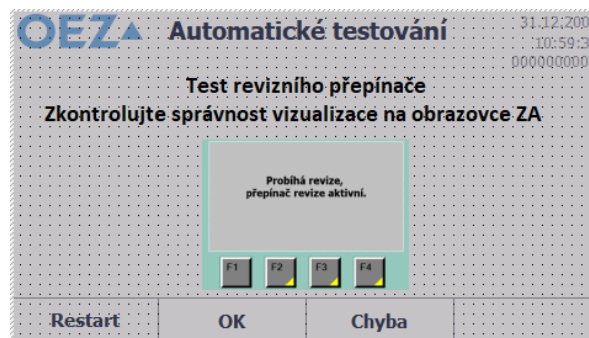 OEZ
Automatické testování
31.12.200
10:59:3
000000000
Test revizního přepínače
Zkontrolujte správnost vizualizace na obrazovce ZA
Probíhá revize,
přepínač revize aktivní.
F1 F2 F3 F4
Restart OK Chyba